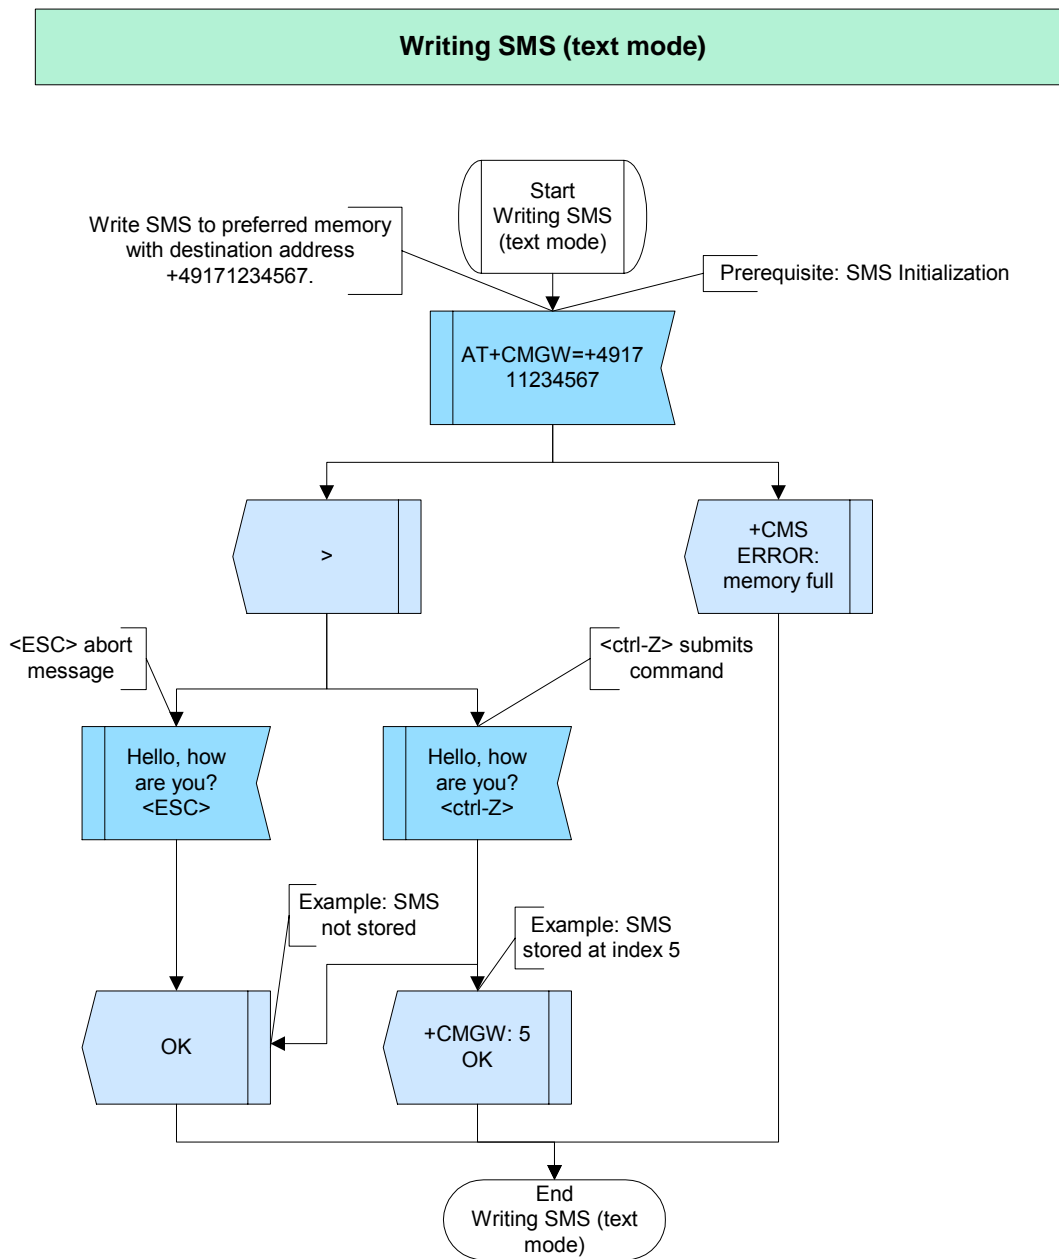 Writing SMS (text mode)
Start
Writing SMS
(text mode)
Write SMS to preferred memory
with destination address
+49171234567.
Prerequisite: SMS Initialization
AT+CMGW=+4917
11234567
>
+CMS
ERROR:
memory full
<ESC> abort
message
<ctrl-Z> submits
command
Hello, how
are you?
<ESC>
Hello, how
are you?
<ctrl-Z>
Example: SMS
not stored
Example: SMS
stored at index 5
OK
+CMGW: 5
OK
End
Writing SMS (text
mode)